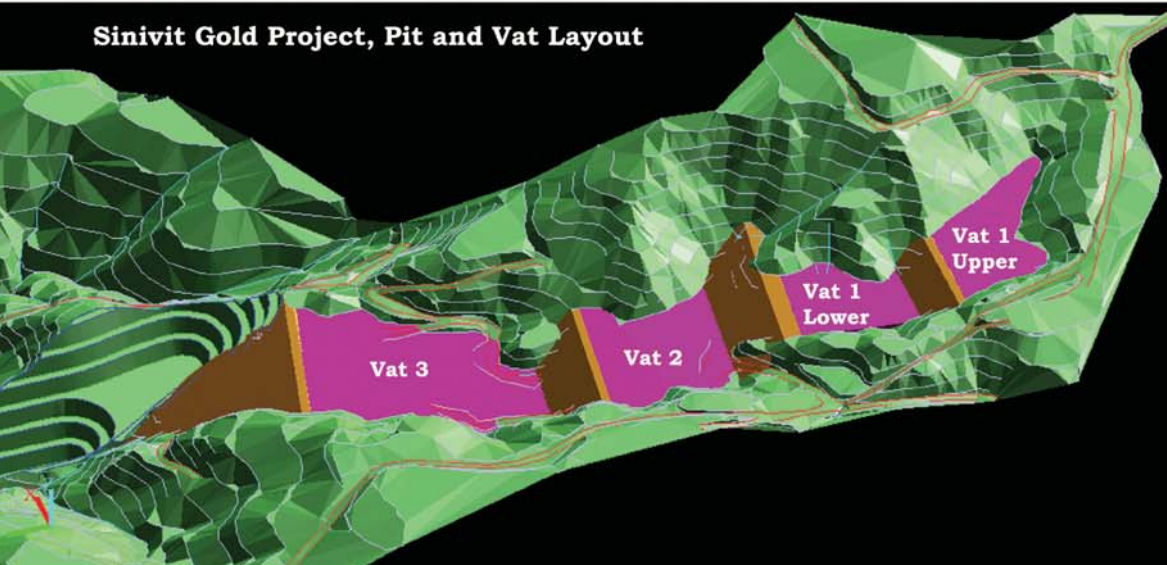 Sinivit Gold Project, Pit and Vat Layout
Vat 1
Upper
Vat 1
Lower
Vat 2
Vat 3